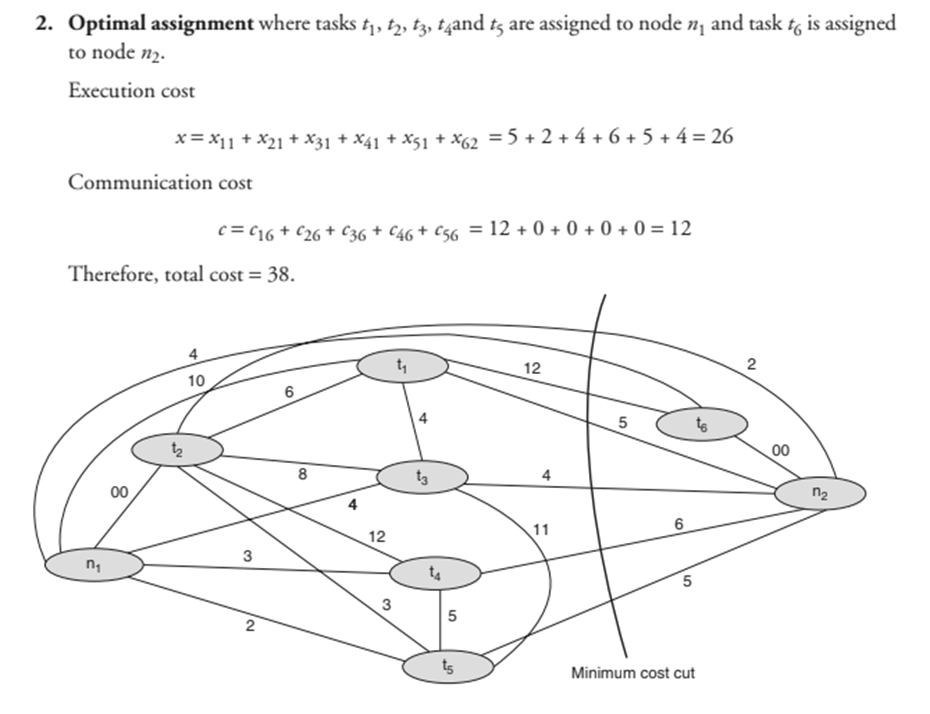 2. Optimal assignment where tasks t1, t2, t3, t4and t5 are assigned to node n1 and task t6 is assigned
to node n2.
Execution cost
x = x11 + x21 + x31 + x41 + x51 + x62 = 5 + 2 + 4 + 6 + 5 + 4 = 26
Communication cost
c = c16 + c26 + c36 + c46 + c56 = 12 + 0 + 0 + 0 + 0 = 12
Therefore, total cost = 38.
4
10
6
t1
12
2
4
5
t6
t2
00
8
t3
4
n2
00
4
12
11
6
n1
3
t4
5
3
5
2
t5
Minimum cost cut